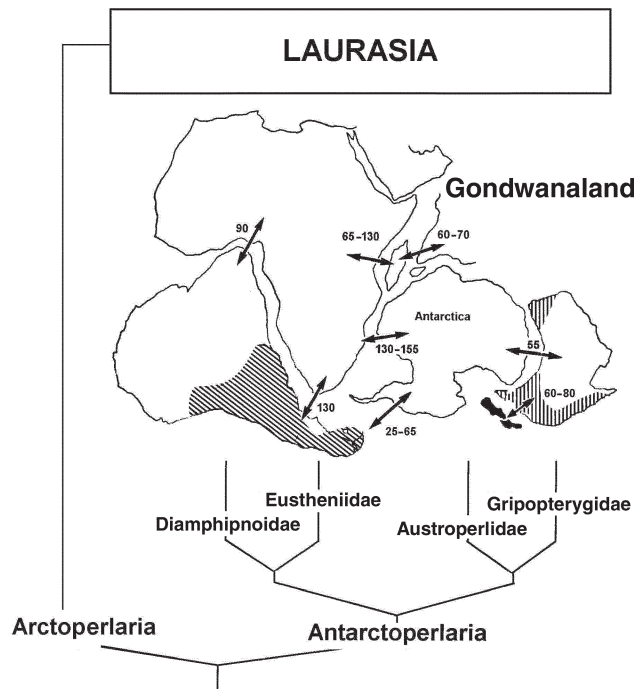 LAURASIA
Gondwanaland
90
65–130
60–70
Antarctica
130–155
55
130
60–80
25–65
Eustheniidae
Gripopterygidae
Diamphipnoidae
Austroperlidae
Arctoperlaria
Antarctoperlaria